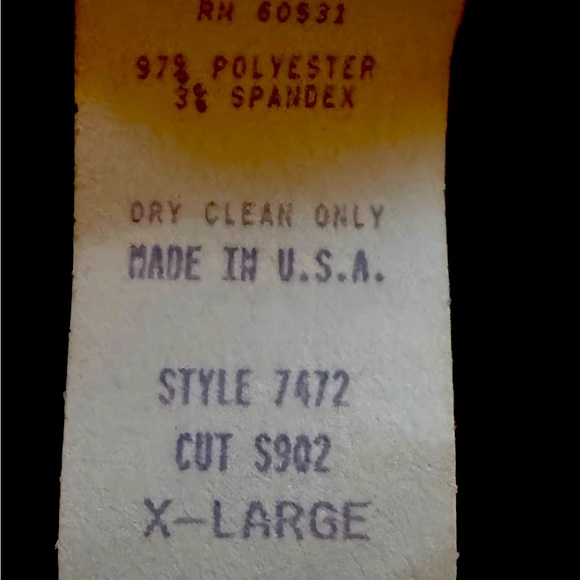 RN 60531
97% POLYESTER
3% SPANDEX
DRY CLEAN ONLY
MADE IN U.S.A.
STYLE 7472
CUT S902
X-LARGE